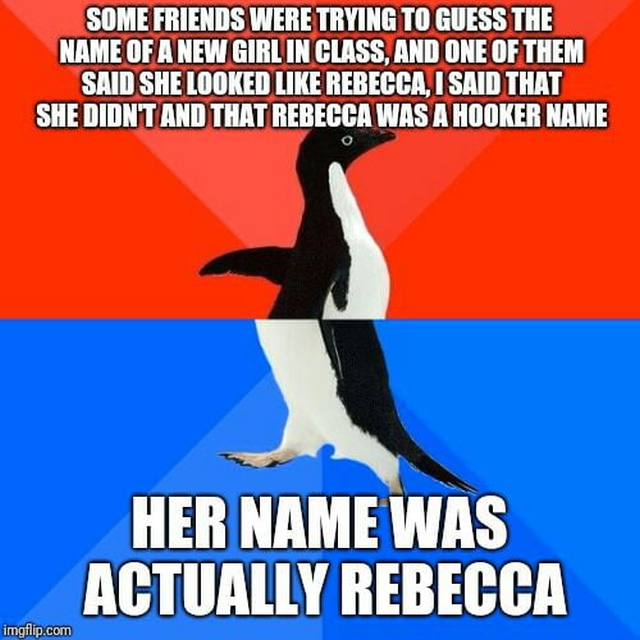 SOME FRIENDS WERE TRYING TO GUESS THE
NAME OF A NEW GIRL IN CLASS, AND ONE OF THEM
SAID SHE LOOKED LIKE REBECCA, I SAID THAT
SHE DIDN'T AND THAT REBECCA WAS A HOOKER NAME
HER NAME WAS
ACTUALLY REBECCA
imgflip.com